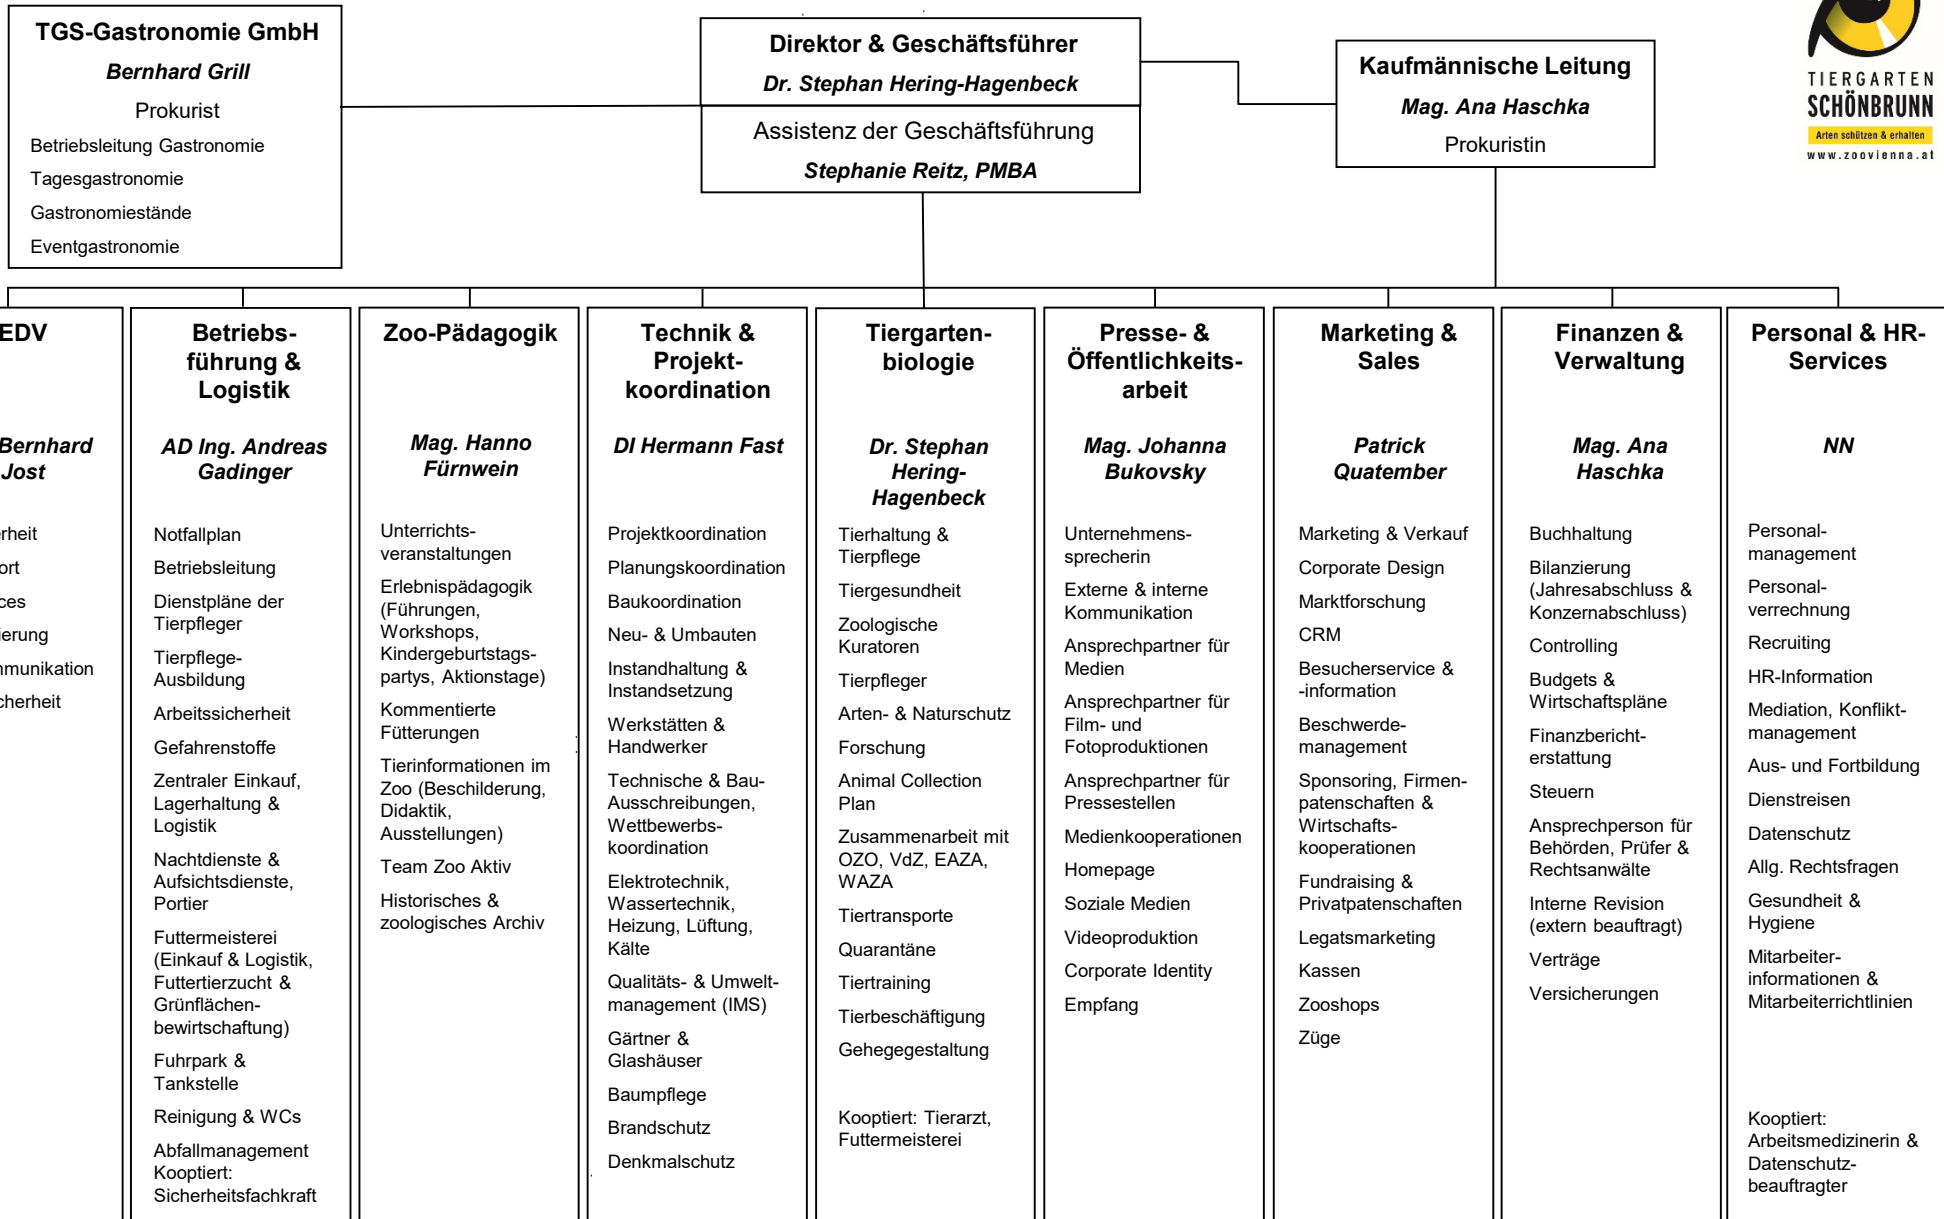 TGS-Gastronomie GmbH
Bernhard Grill
Prokurist
Betriebsleitung Gastronomie
Tagesgastronomie
Gastronomiestände
Eventgastronomie
Direktor & Geschäftsführer
Dr. Stephan Hering-Hagenbeck
Assistenz der Geschäftsführung
Stephanie Reitz, PMBA
Kaufmännische Leitung
Mag. Ana Haschka
Prokuristin
TIERGARTEN
SCHÖNBRUNN
Arten schützen & erhalten
www.zoovienna.at
EDV
Bernhard
Jost
Betriebs-
führung &
Logistik
AD Ing. Andreas
Gadinger
Notfallplan
Betriebsleitung
Dienstpläne der
Tierpfleger
Tierpflege-
Ausbildung
Arbeitssicherheit
Gefahrenstoffe
Zentraler Einkauf,
Lagerhaltung &
Logistik
Nachtdienste &
Aufsichtsdienste,
Portier
Futtermeisterei
(Einkauf & Logistik,
Futtertierzucht &
Grünflächen-
bewirtschaftung)
Fuhrpark &
Tankstelle
Reinigung & WCs
Abfallmanagement
Kooptiert:
Sicherheitsfachkraft
Zoo-Pädagogik
Mag. Hanno
Fürnwein
Unterrichts-
veranstaltungen
Erlebnispädagogik
(Führungen,
Workshops,
Kindergeburtstags-
partys, Aktionstage)
Kommentierte
Fütterungen
Tierinformationen im
Zoo (Beschilderung,
Didaktik,
Ausstellungen)
Team Zoo Aktiv
Historisches &
zoologisches Archiv
Technik &
Projekt-
koordination
DI Hermann Fast
Projektkoordination
Planungskoordination
Baukoordination
Neu- & Umbauten
Instandhaltung &
Instandsetzung
Werkstätten &
Handwerker
Technische & Bau-
Ausschreibungen,
Wettbewerbs-
koordination
Elektrotechnik,
Wassertechnik,
Heizung, Lüftung,
Kälte
Qualitäts- & Umwelt-
management (IMS)
Gärtner &
Glashäuser
Baumpflege
Brandschutz
Denkmalschutz
Tiergarten-
biologie
Dr. Stephan
Hering-
Hagenbeck
Tierhaltung &
Tierpflege
Tiergesundheit
Zoologische
Kuratoren
Tierpfleger
Arten- & Naturschutz
Forschung
Animal Collection
Plan
Zusammenarbeit mit
OZO, VdZ, EAZA,
WAZA
Tiertransporte
Quarantäne
Tiertraining
Tierbeschäftigung
Gehegegestaltung
Kooptiert: Tierarzt,
Futtermeisterei
Presse- &
Öffentlichkeits-
arbeit
Mag. Johanna
Bukovsky
Unternehmens-
sprecherin
Externe & interne
Kommunikation
Ansprechpartner für
Medien
Ansprechpartner für
Film- und
Fotoproduktionen
Ansprechpartner für
Pressestellen
Medienkooperationen
Homepage
Soziale Medien
Videoproduktion
Corporate Identity
Empfang
Marketing &
Sales
Patrick
Quatember
Marketing & Verkauf
Corporate Design
Marktforschung
CRM
Besucherservice &
-information
Beschwerde-
management
Sponsoring, Firmen-
patenschaften &
Wirtschafts-
kooperationen
Fundraising &
Privatpatenschaften
Legatsmarketing
Kassen
Zooshops
Züge
Finanzen &
Verwaltung
Mag. Ana
Haschka
Buchhaltung
Bilanzierung
(Jahresabschluss &
Konzernabschluss)
Controlling
Budgets &
Wirtschaftspläne
Finanzbericht-
erstattung
Steuern
Ansprechperson für
Behörden, Prüfer &
Rechtsanwälte
Interne Revision
(extern beauftragt)
Verträge
Versicherungen
Personal & HR-
Services
NN
Personal-
management
Personal-
verrechnung
Recruiting
HR-Information
Mediation, Konflikt-
management
Aus- und Fortbildung
Dienstreisen
Datenschutz
Allg. Rechtsfragen
Gesundheit &
Hygiene
Mitarbeiter-
informationen &
Mitarbeiterrichtlinien
Kooptiert:
Arbeitsmedizinerin &
Datenschutz-
beauftragter